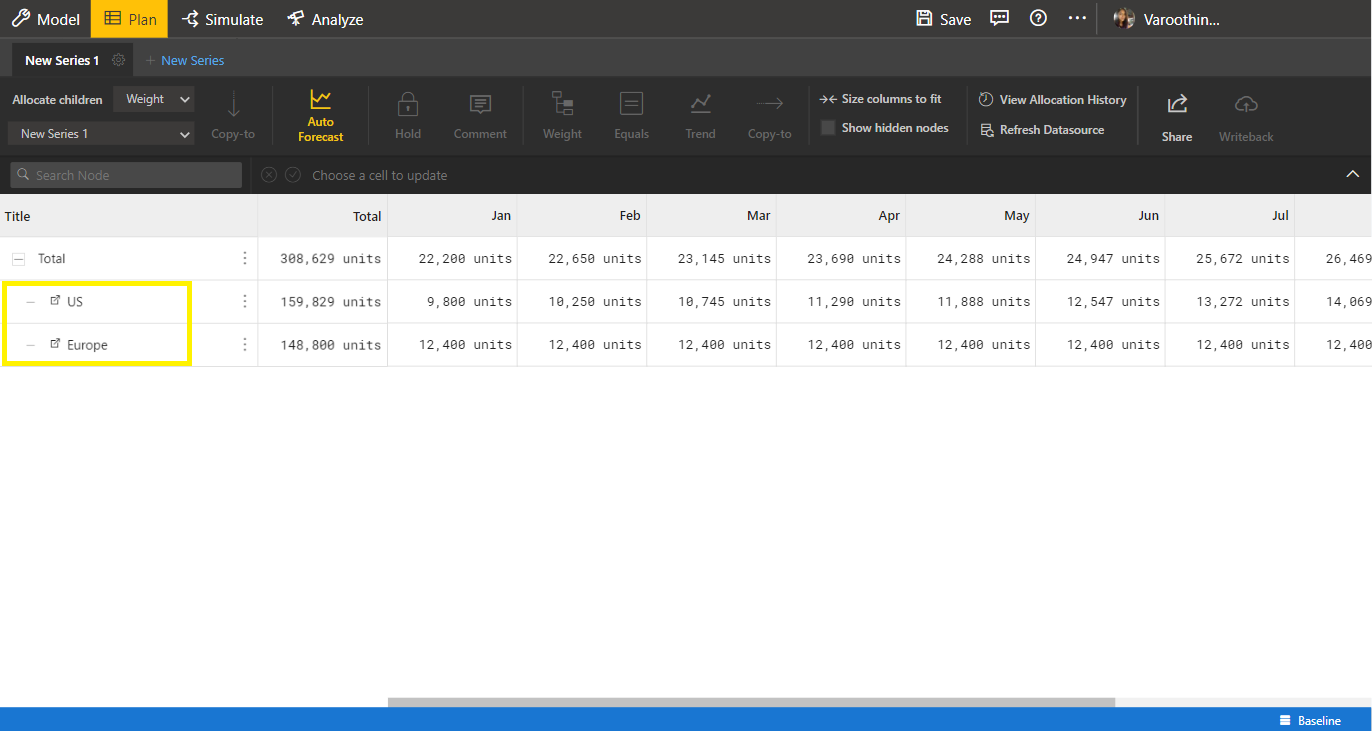 Model Plan Simulate Analyze Save Varoothin...
New Series 1 + New Series
Allocate children Weight
New Series 1
Copy-to
Auto Forecast
Hold
Comment
Weight
Equals
Trend
Copy-to
Size columns to fit
Show hidden nodes
View Allocation History
Refresh Datasource
Share
Writeback
Search Node Choose a cell to update
Title Total Jan Feb Mar Apr May Jun Jul
Total 308,629 units 22,200 units 22,650 units 23,145 units 23,690 units 24,288 units 24,947 units 25,672 units 26,469
US 159,829 units 9,800 units 10,250 units 10,745 units 11,290 units 11,888 units 12,547 units 13,272 units 14,069
Europe 148,800 units 12,400 units 12,400 units 12,400 units 12,400 units 12,400 units 12,400 units 12,400 units 12,400
Baseline